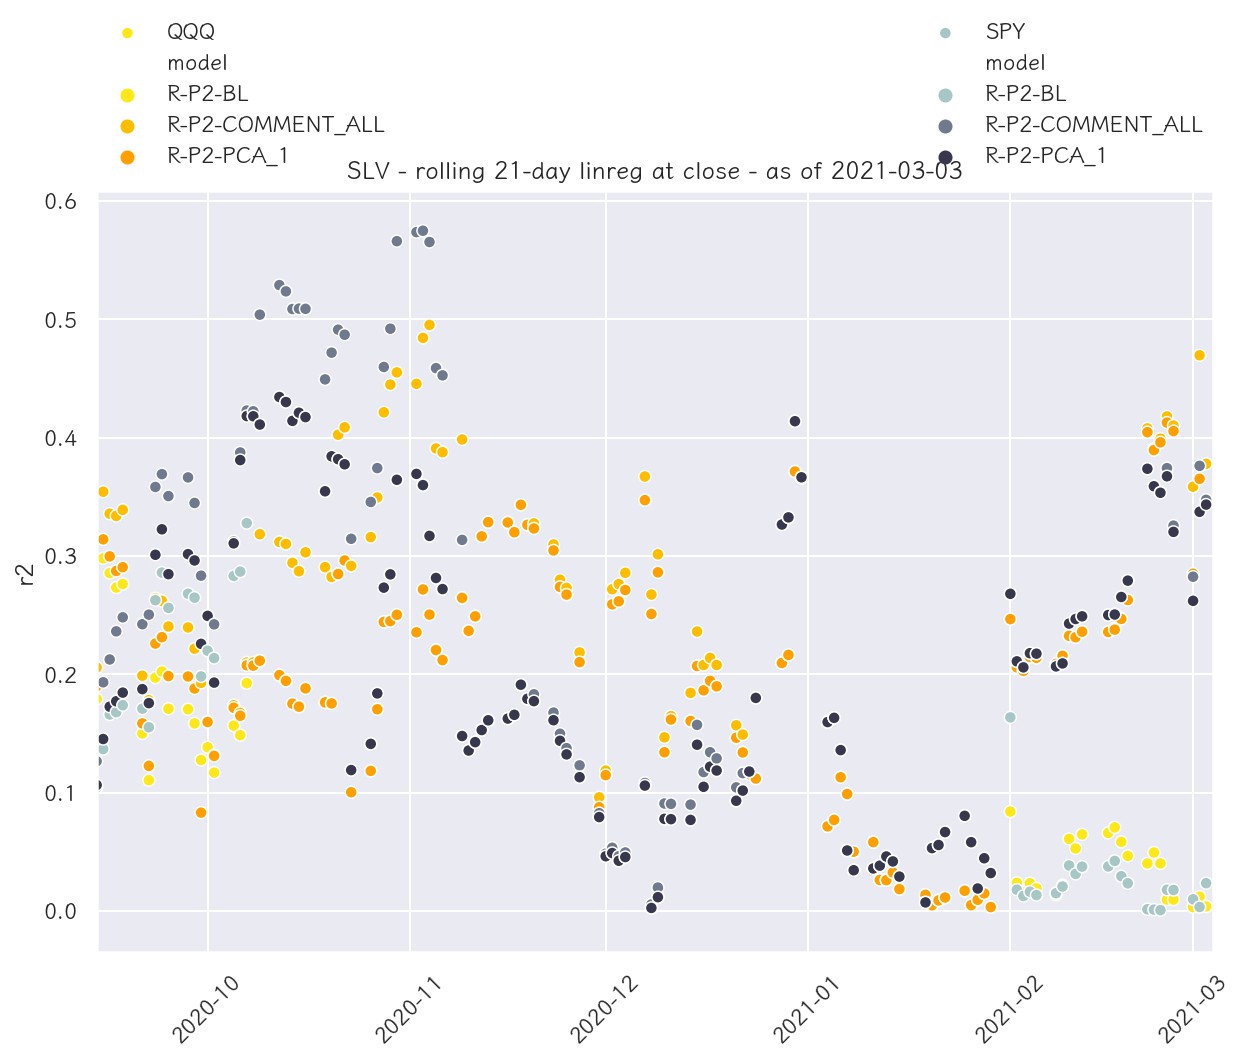 QQQ
model
R-P2-BL
R-P2-COMMENT_ALL
R-P2-PCA_1
SPY
model
R-P2-BL
R-P2-COMMENT_ALL
R-P2-PCA_1
SLV - rolling 21-day linreg at close - as of 2021-03-03
0.6
0.5
0.4
0.3
0.2
0.1
0.0
r2
2020-10
2020-11
2020-12
2021-01
2021-02
2021-03